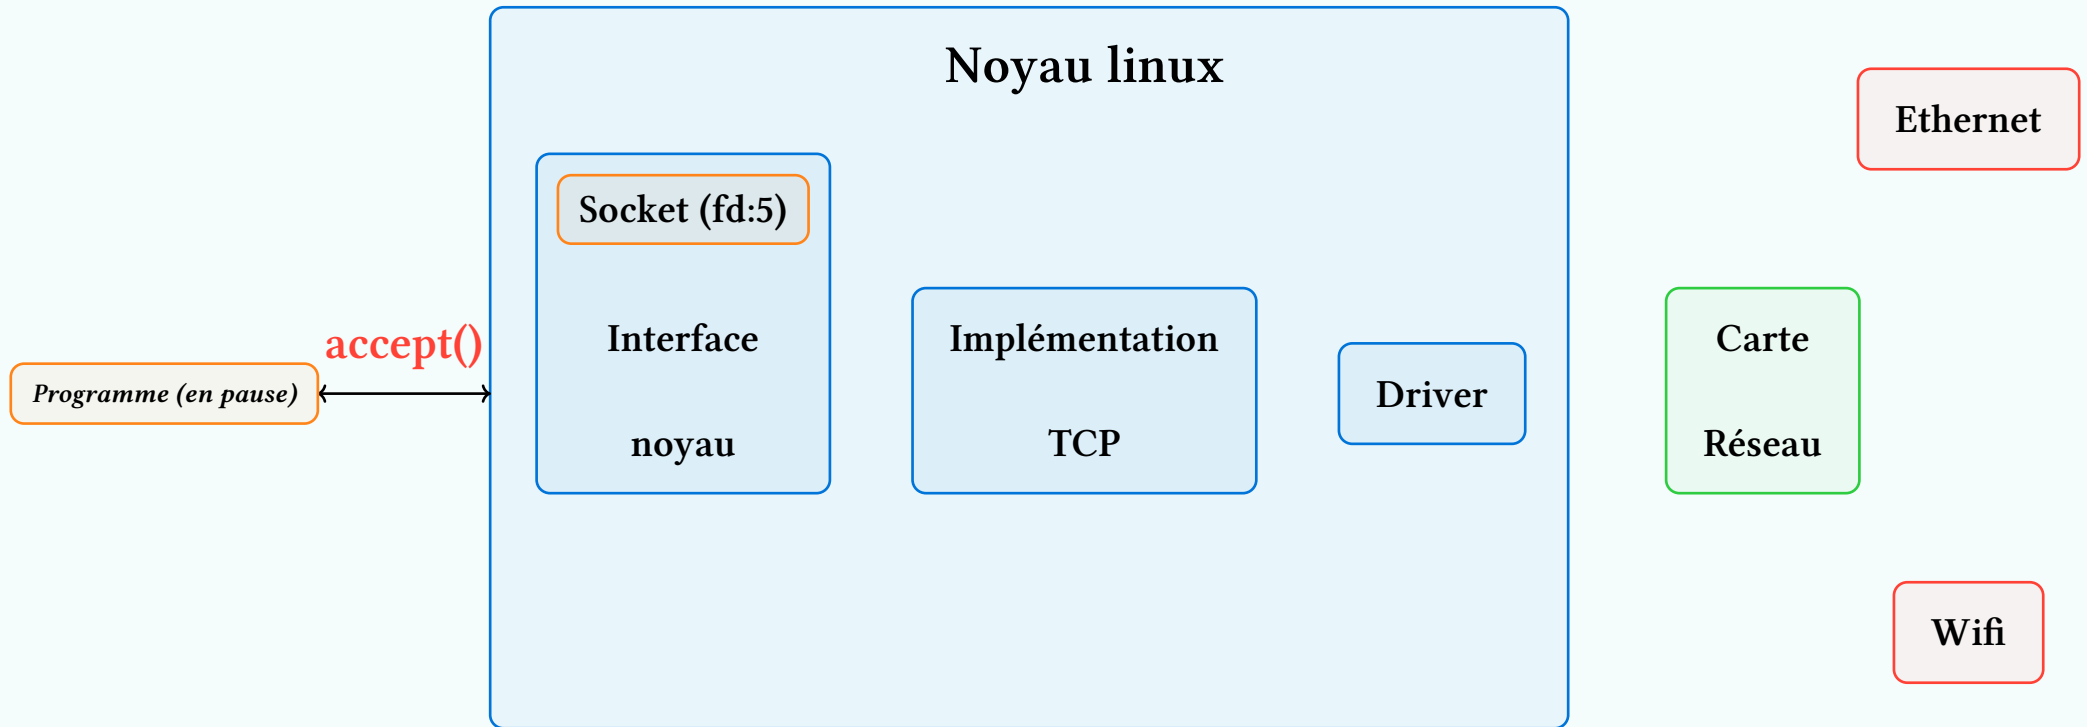 Noyau linux
Ethernet
Socket (fd:5)
accept()
Interface
noyau
Implémentation
TCP
Driver
Carte
Réseau
Programme (en pause)
Wifi